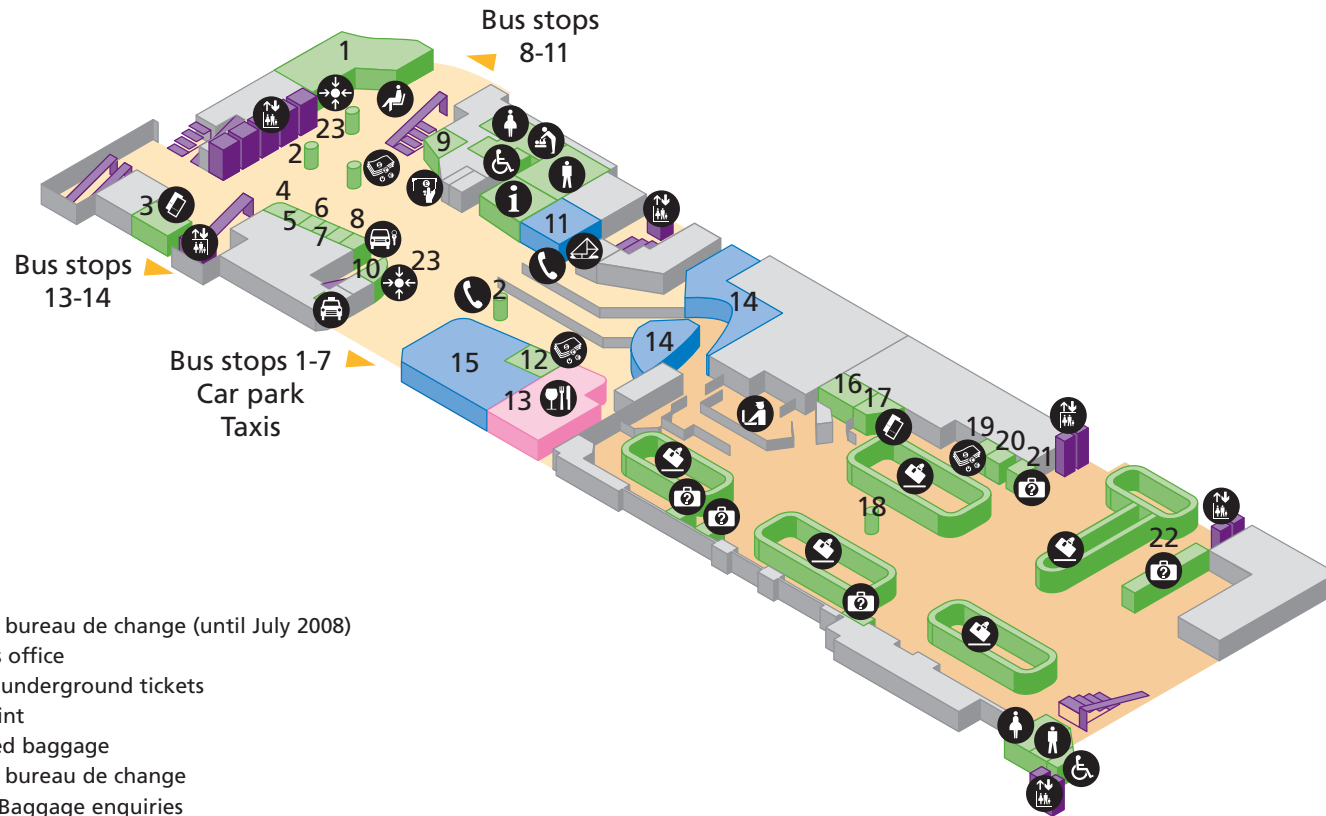 Bus stops
8-11
1
23
2
9
3
4
5
6
7
8
11
10
23
2
14
14
Bus stops
13-14
Bus stops 1-7
Car park
Taxis
15
12
13
16
17
19
20
21
18
22
bureau de change (until July 2008)
office
underground tickets
baggage
bureau de change
Baggage enquiries